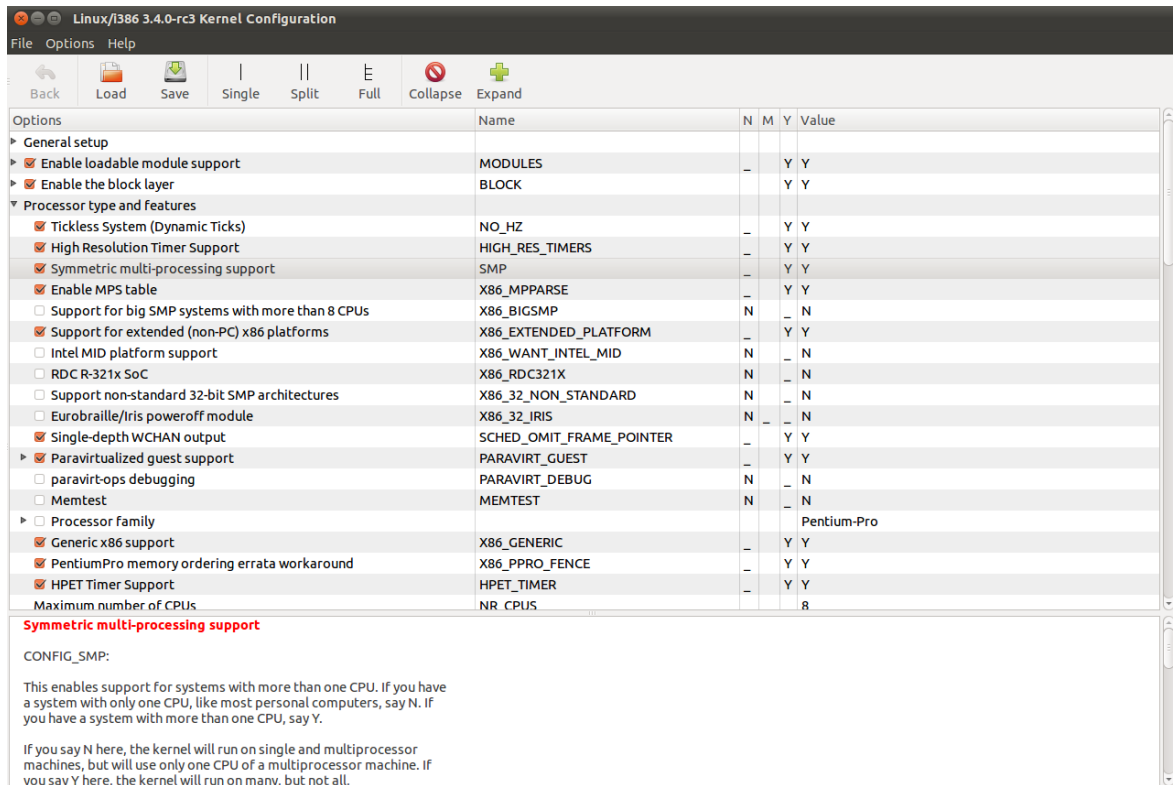 Linux/i386 3.4.0-rc3 Kernel Configuration
File Options Help
Back Load Save Single Split Full Collapse Expand
Options Name N M Y Value
General setup
Enable loadable module support MODULES _ Y Y
Enable the block layer BLOCK Y Y
Processor type and features
Tickless System (Dynamic Ticks) NO_HZ _ Y Y
High Resolution Timer Support HIGH_RES_TIMERS _ Y Y
Symmetric multi-processing support SMP _ Y Y
Enable MPS table X86_MPPARSE _ Y Y
Support for big SMP systems with more than 8 CPUs X86_BIGSMP N _ N
Support for extended (non-PC) x86 platforms X86_EXTENDED_PLATFORM _ Y Y
Intel MID platform support X86_WANT_INTEL_MID N _ N
RDC R-321x SoC X86_RDC321X N _ N
Support non-standard 32-bit SMP architectures X86_32_NON_STANDARD N _ N
Eurobraille/Iris poweroff module X86_32_IRIS N _ _ N
Single-depth WCHAN output SCHED_OMIT_FRAME_POINTER _ Y Y
Paravirtualized guest support PARAVIRT_GUEST _ Y Y
paravirt-ops debugging PARAVIRT_DEBUG N _ N
Memtest MEMTEST N _ N
Processor family Pentium-Pro
Generic x86 support X86_GENERIC _ Y Y
PentiumPro memory ordering errata workaround X86_PPRO_FENCE _ Y Y
HPET Timer Support HPET_TIMER _ Y Y
Maximum number of CPUs NR_CPUS 8
Symmetric multi-processing support
CONFIG_SMP:
This enables support for systems with more than one CPU. If you have
a system with only one CPU, like most personal computers, say N. If
you have a system with more than one CPU, say Y.
If you say N here, the kernel will run on single and multiprocessor
machines, but will use only one CPU of a multiprocessor machine. If
you say Y here, the kernel will run on many, but not all,